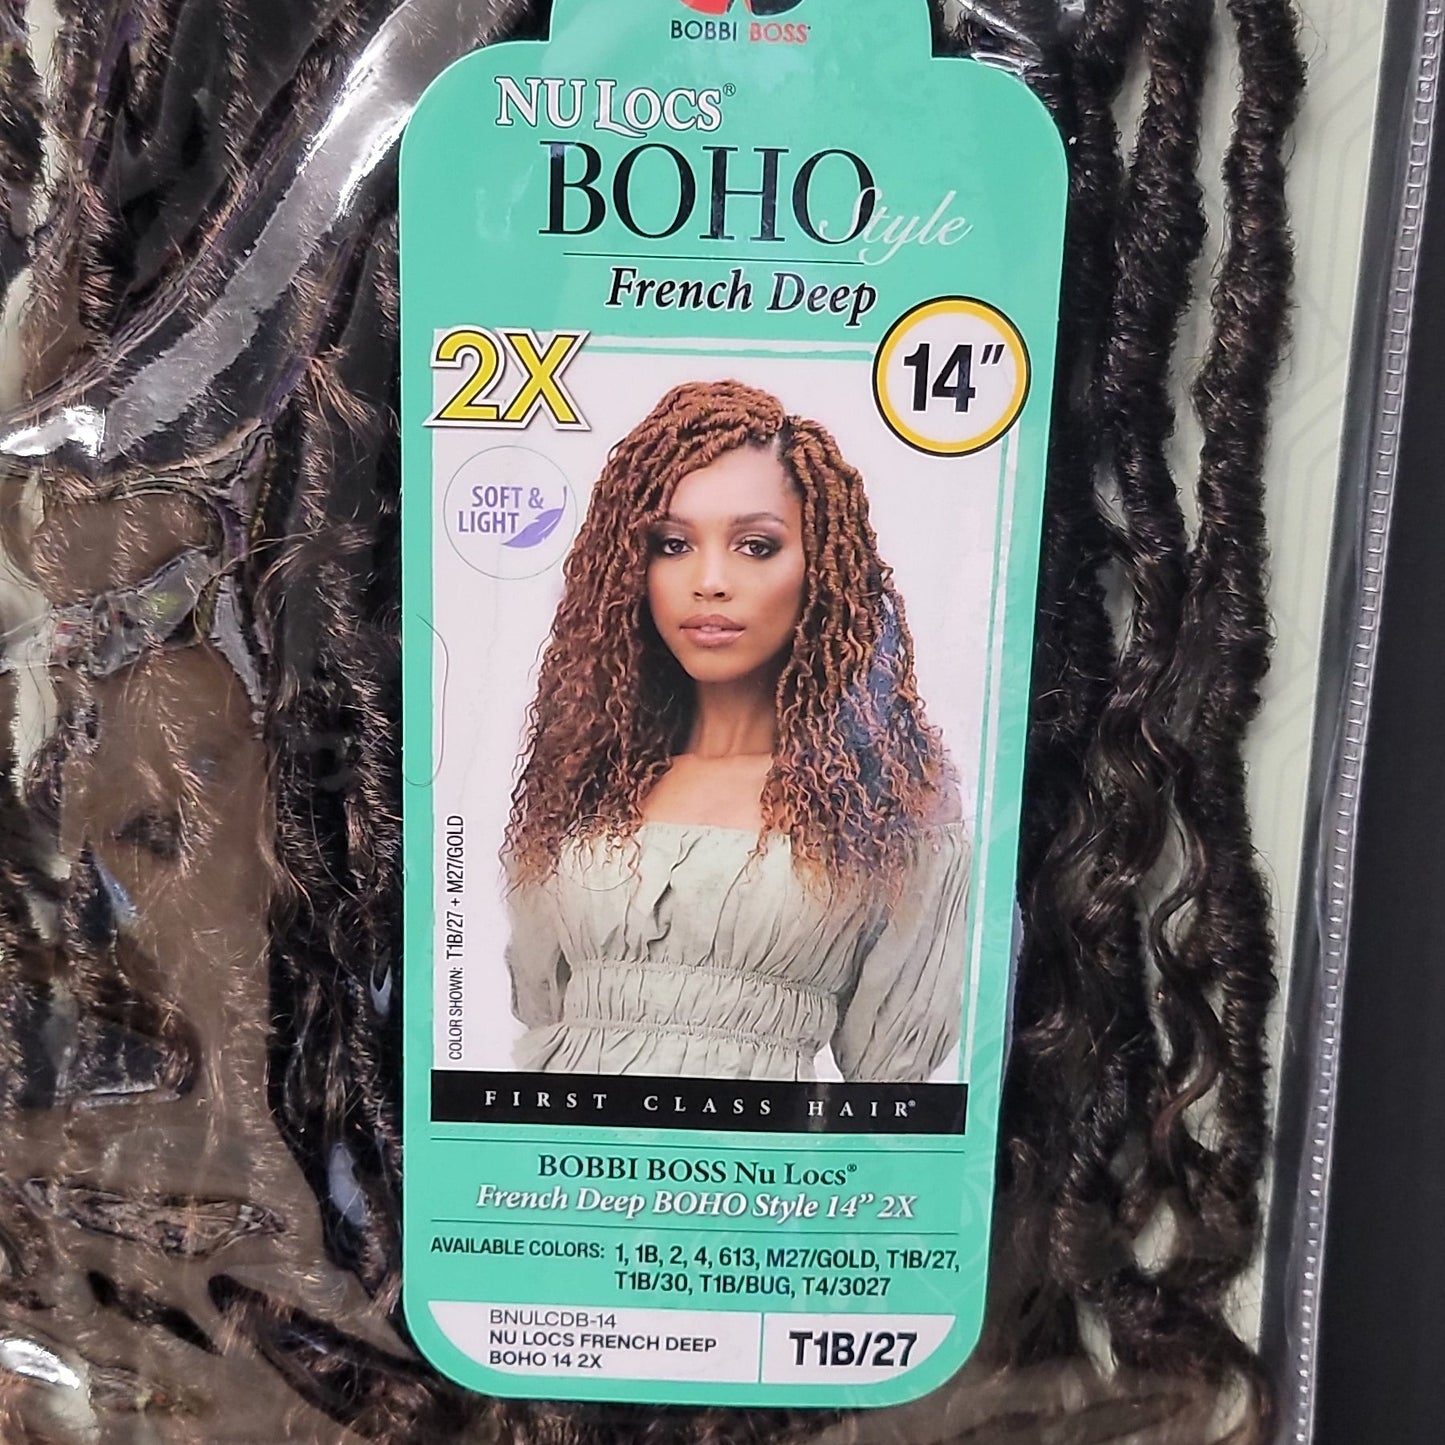 BOBBI BOSS®
NU LOCS®
BOHO Style
French Deep
2X
14"
SOFT &
LIGHT
COLOR SHOWN: T1B/27 + M27/GOLD
FIRST CLASS HAIR®
BOBBI BOSS Nu Locs®
French Deep BOHO Style 14" 2X
AVAILABLE COLORS: 1, 1B, 2, 4, 613, M27/GOLD, T1B/27,
T1B/30, T1B/BUG, T4/3027
BNULCDB-14
NU LOCS FRENCH DEEP
BOHO 14 2X
T1B/27